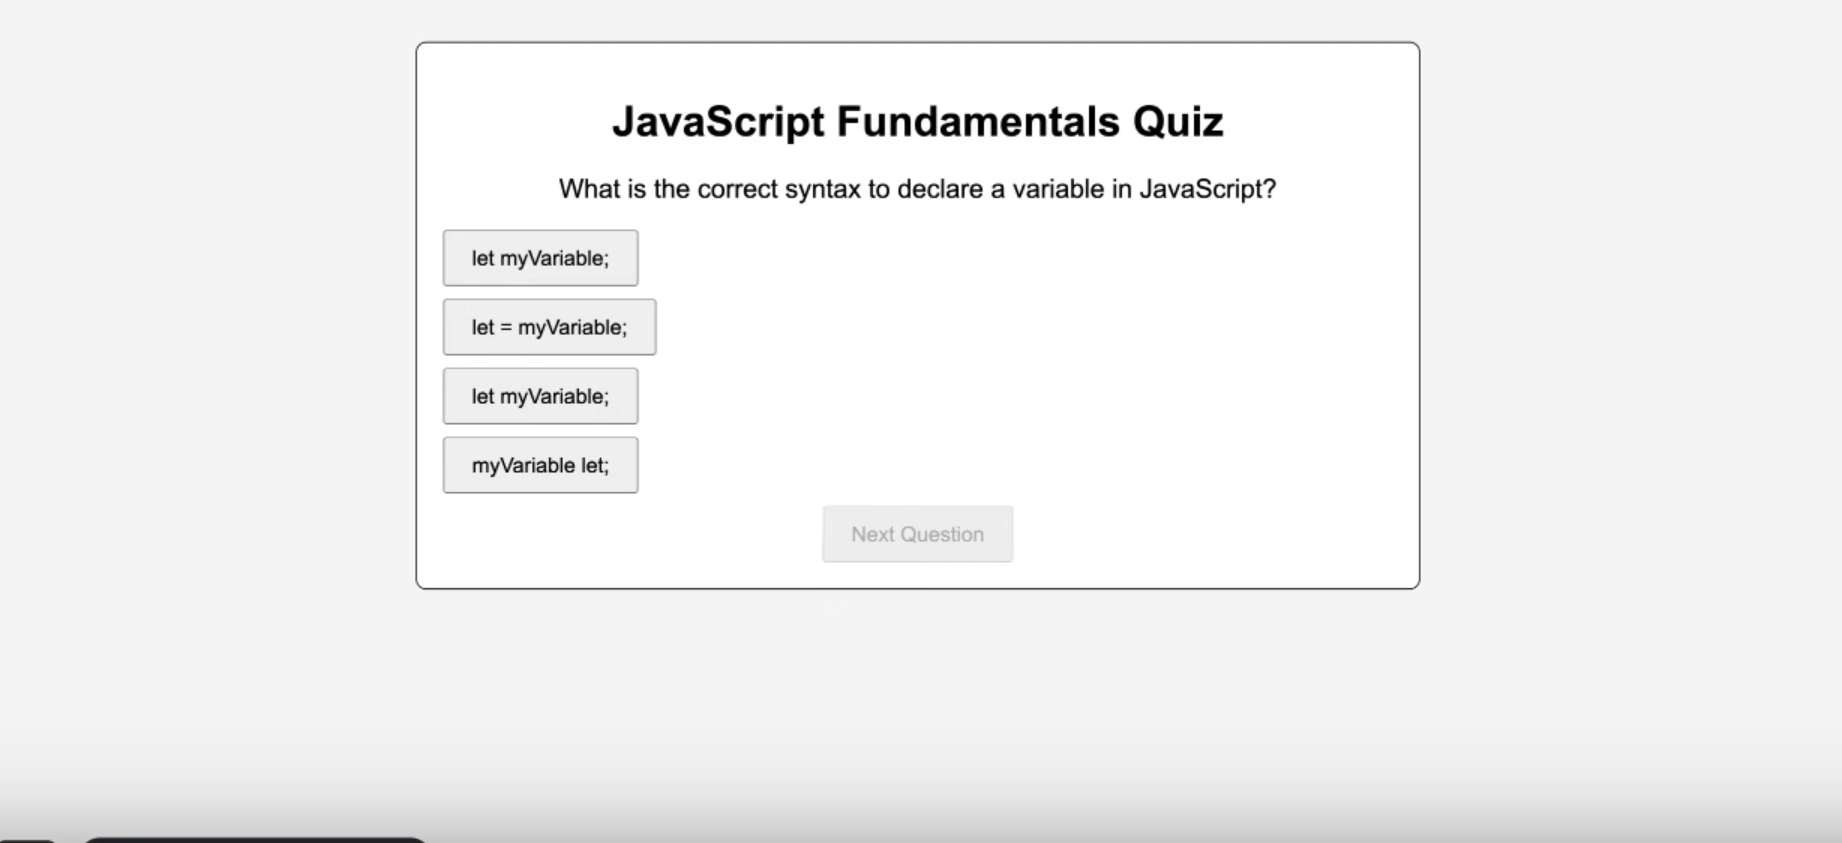 JavaScript Fundamentals Quiz
What is the correct syntax to declare a variable in JavaScript?
let myVariable;
let = myVariable;
let myVariable;
myVariable let;
Next Question